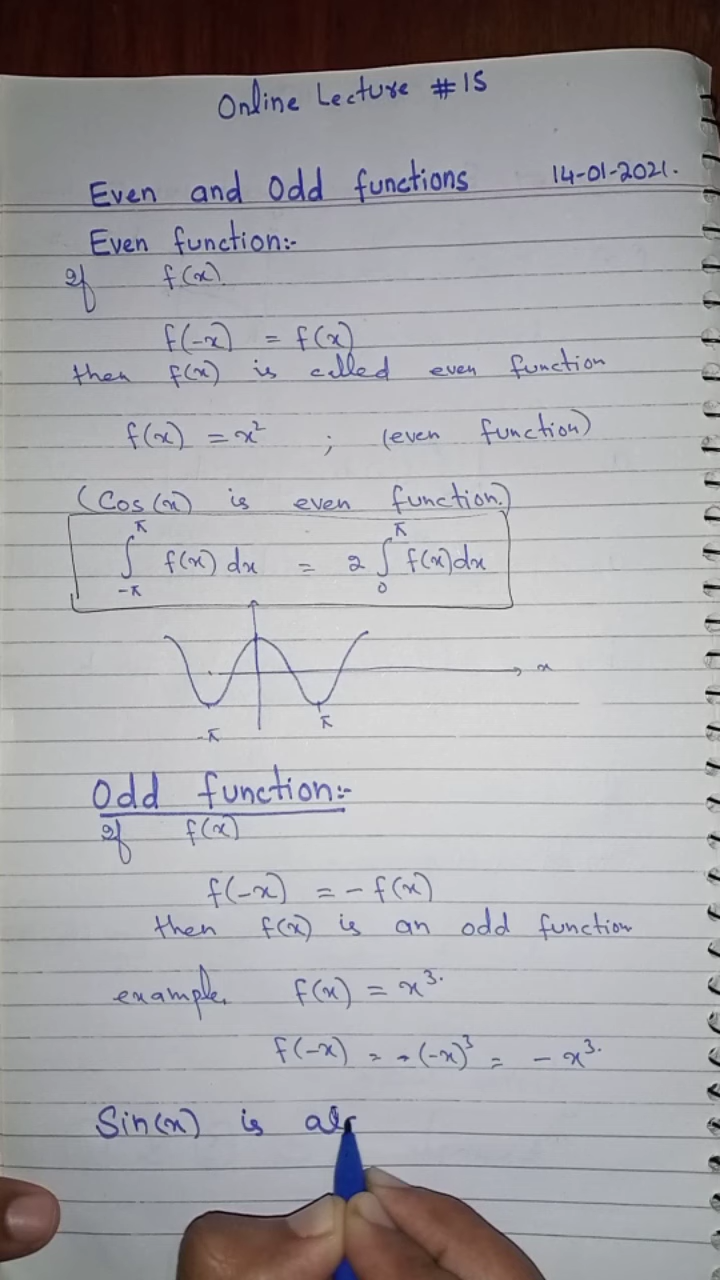 Online Lecture #15
Even and Odd functions 14-01-2021.
Even function:-
If f(x).
f(-x) = f(x)
then f(x) is called even function
f(x) = x² ; (even function)
(Cos(x) is even function.)
∫_{-π}^{π} f(x) dx = 2 ∫_{0}^{π} f(x) dx
x
-π π
Odd function:-
If f(x)
f(-x) = - f(x)
then f(x) is an odd function
example. f(x) = x³.
f(-x) = -(-x)³ = - x³.
Sin(x) is als